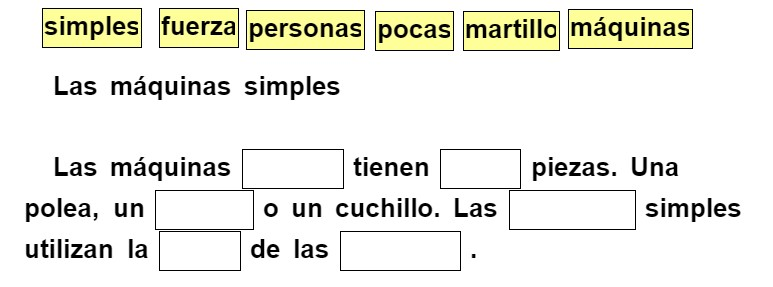 simples fuerza personas pocas martillo máquinas
Las máquinas simples
Las máquinas tienen piezas. Una
polea, un o un cuchillo. Las simples
utilizan la de las .